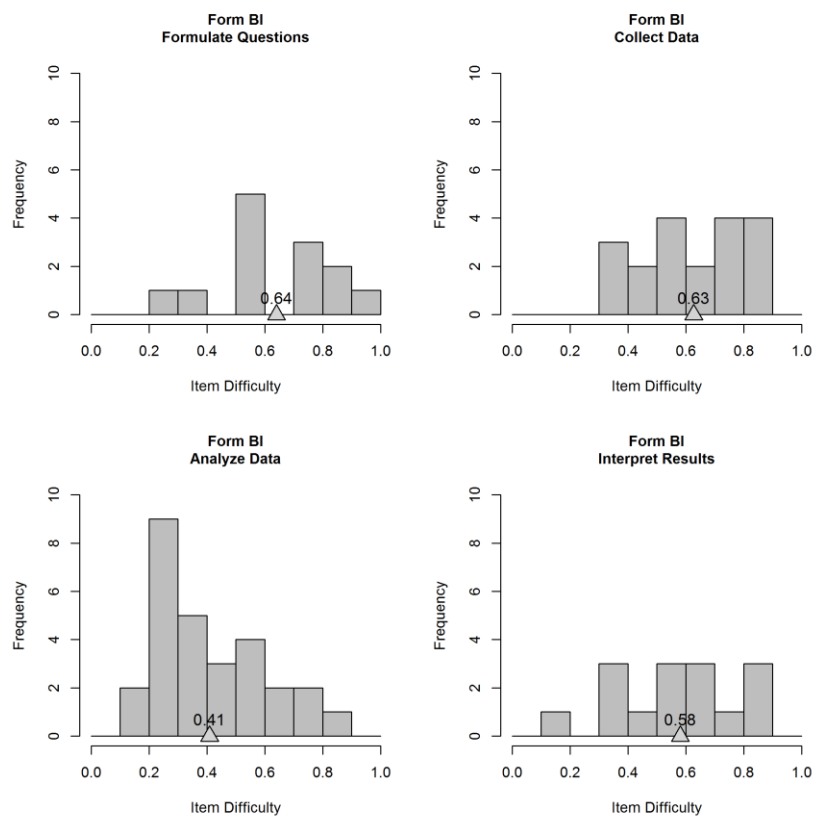 Form BI
Formulate Questions
10
8
6
4
2
0
Frequency
0.64
0.0 0.2 0.4 0.6 0.8 1.0
Item Difficulty
Form BI
Collect Data
10
8
6
4
2
0
Frequency
0.63
0.0 0.2 0.4 0.6 0.8 1.0
Item Difficulty
Form BI
Analyze Data
10
8
6
4
2
0
Frequency
0.41
0.0 0.2 0.4 0.6 0.8 1.0
Item Difficulty
Form BI
Interpret Results
10
8
6
4
2
0
Frequency
0.58
0.0 0.2 0.4 0.6 0.8 1.0
Item Difficulty